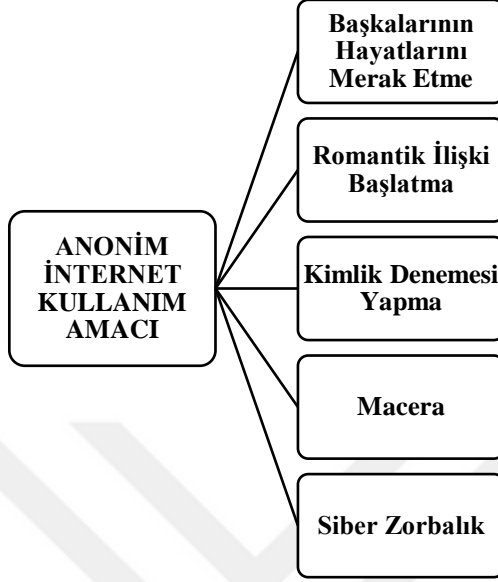 Başkalarının
Hayatlarını
Merak Etme
Romantik İlişki
Başlatma
ANONİM
İNTERNET
KULLANIM
AMACI
Kimlik Denemesi
Yapma
Macera
Siber Zorbalık